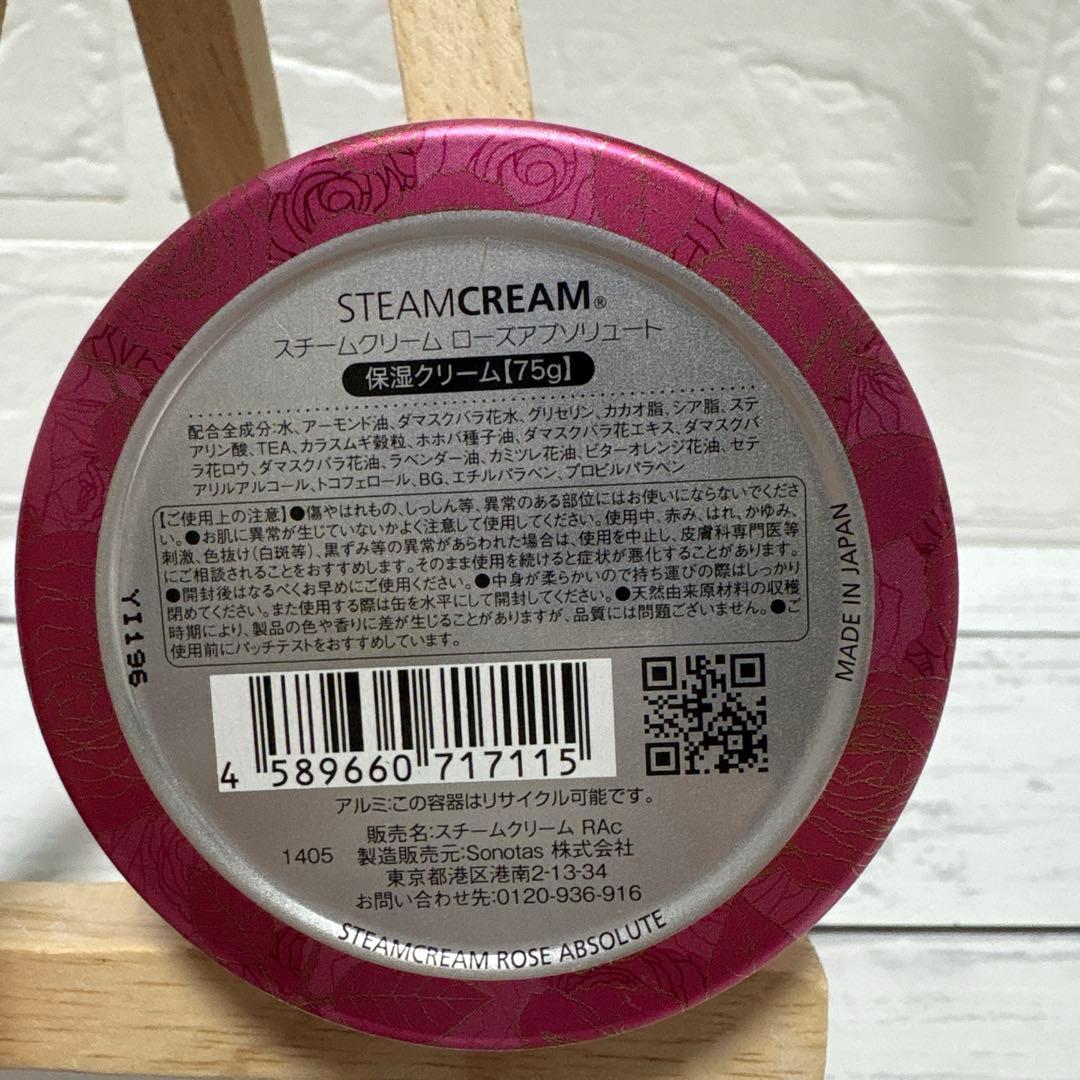 STEAMCREAM®
スチームクリーム ローズアブソリュート
保湿クリーム【75g】
配合全成分:水、アーモンド油、ダマスクバラ花水、グリセリン、カカオ脂、シア脂、ステ
アリン酸、TEA、カラスムギ穀粒、ホホバ種子油、ダマスクバラ花エキス、ダマスクバ
ラ花ロウ、ダマスクバラ花油、ラベンダー油、カミツレ花油、ビターオレンジ花油、セテ
アリルアルコール、トコフェロール、BG、エチルパラベン、プロピルパラベン
【ご使用上の注意】●傷やはれもの、しっしん等、異常のある部位にはお使いにならないでくださ
い。●お肌に異常が生じていないかよく注意して使用してください。使用中、赤み、はれ、かゆみ、
刺激、色抜け(白斑等)、黒ずみ等の異常があらわれた場合は、使用を中止し、皮膚科専門医等
にご相談されることをおすすめします。そのまま使用を続けると症状が悪化することがあります。
●開封後はなるべくお早めにご使用ください。●中身が柔らかいので持ち運びの際はしっかり
閉めてください。また使用する際は缶を水平にして開封してください。●天然由来原材料の収穫
時期により、製品の色や香りに差が生じることがありますが、品質には問題ございません。●ご
使用前にパッチテストをおすすめしています。
YI196
MADE IN JAPAN
4 589660 717115
アルミ:この容器はリサイクル可能です。
販売名:スチームクリーム RAc
1405 製造販売元:Sonotas 株式会社
東京都港区港南2-13-34
お問い合わせ先:0120-936-916
STEAMCREAM ROSE ABSOLUTE